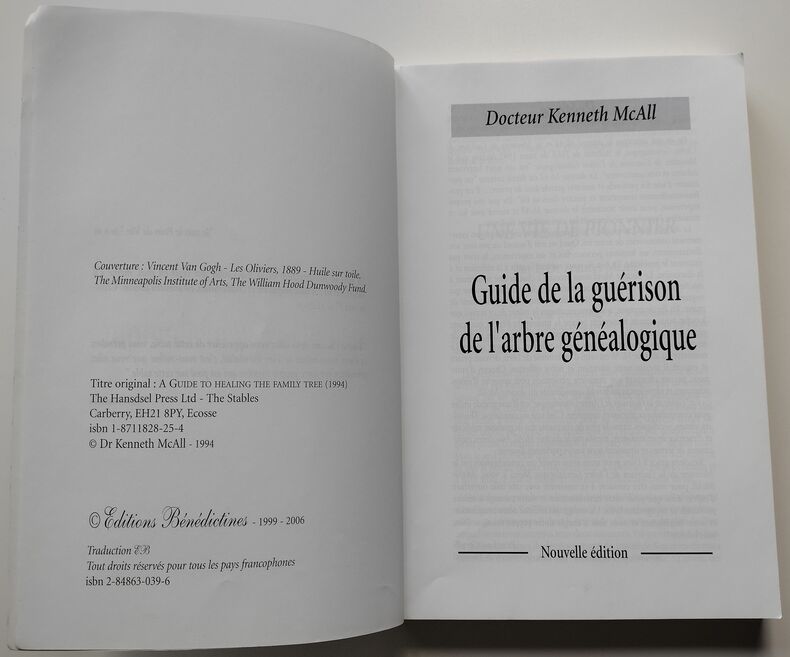 Couverture : Vincent Van Gogh - Les Oliviers, 1889 - Huile sur toile.
The Minneapolis Institute of Arts, The William Hood Dunwoody Fund.
Titre original : A GUIDE TO HEALING THE FAMILY TREE (1994)
The Hansdsel Press Ltd - The Stables
Carberry, EH21 8PY, Ecosse
isbn 1-8711828-25-4
© Dr Kenneth McAll - 1994
© Editions Bénédictines - 1999 - 2006
Traduction EB
Tout droits réservés pour tous les pays francophones
isbn 2-84863-039-6
Docteur Kenneth McAll
UNE VIE DE PIONNIER
Guide de la guérison
de l'arbre généalogique
Nouvelle édition